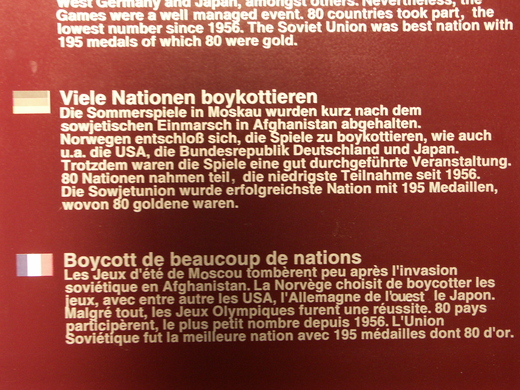 West Germany and Japan, amongst others. Nevertheless, the
Games were a well managed event. 80 countries took part, the
lowest number since 1956. The Soviet Union was best nation with
195 medals of which 80 were gold.
Viele Nationen boykottieren
Die Sommerspiele in Moskau wurden kurz nach dem
sowjetischen Einmarsch in Afghanistan abgehalten.
Norwegen entschloß sich, die Spiele zu boykottieren, wie auch
u.a. die USA, die Bundesrepublik Deutschland und Japan.
Trotzdem waren die Spiele eine gut durchgeführte Veranstaltung.
80 Nationen nahmen teil, die niedrigste Teilnahme seit 1956.
Die Sowjetunion wurde erfolgreichste Nation mit 195 Medaillen,
wovon 80 goldene waren.
Boycott de beaucoup de nations
Les Jeux d'été de Moscou tombèrent peu après l'invasion
soviétique en Afghanistan. La Norvège choisit de boycotter les
jeux, avec entre autre les USA, l'Allemagne de l'ouest le Japon.
Malgré tout, les Jeux Olympiques furent une réussite. 80 pays
participèrent, le plus petit nombre depuis 1956. L'Union
Soviétique fut la meilleure nation avec 195 médailles dont 80 d'or.